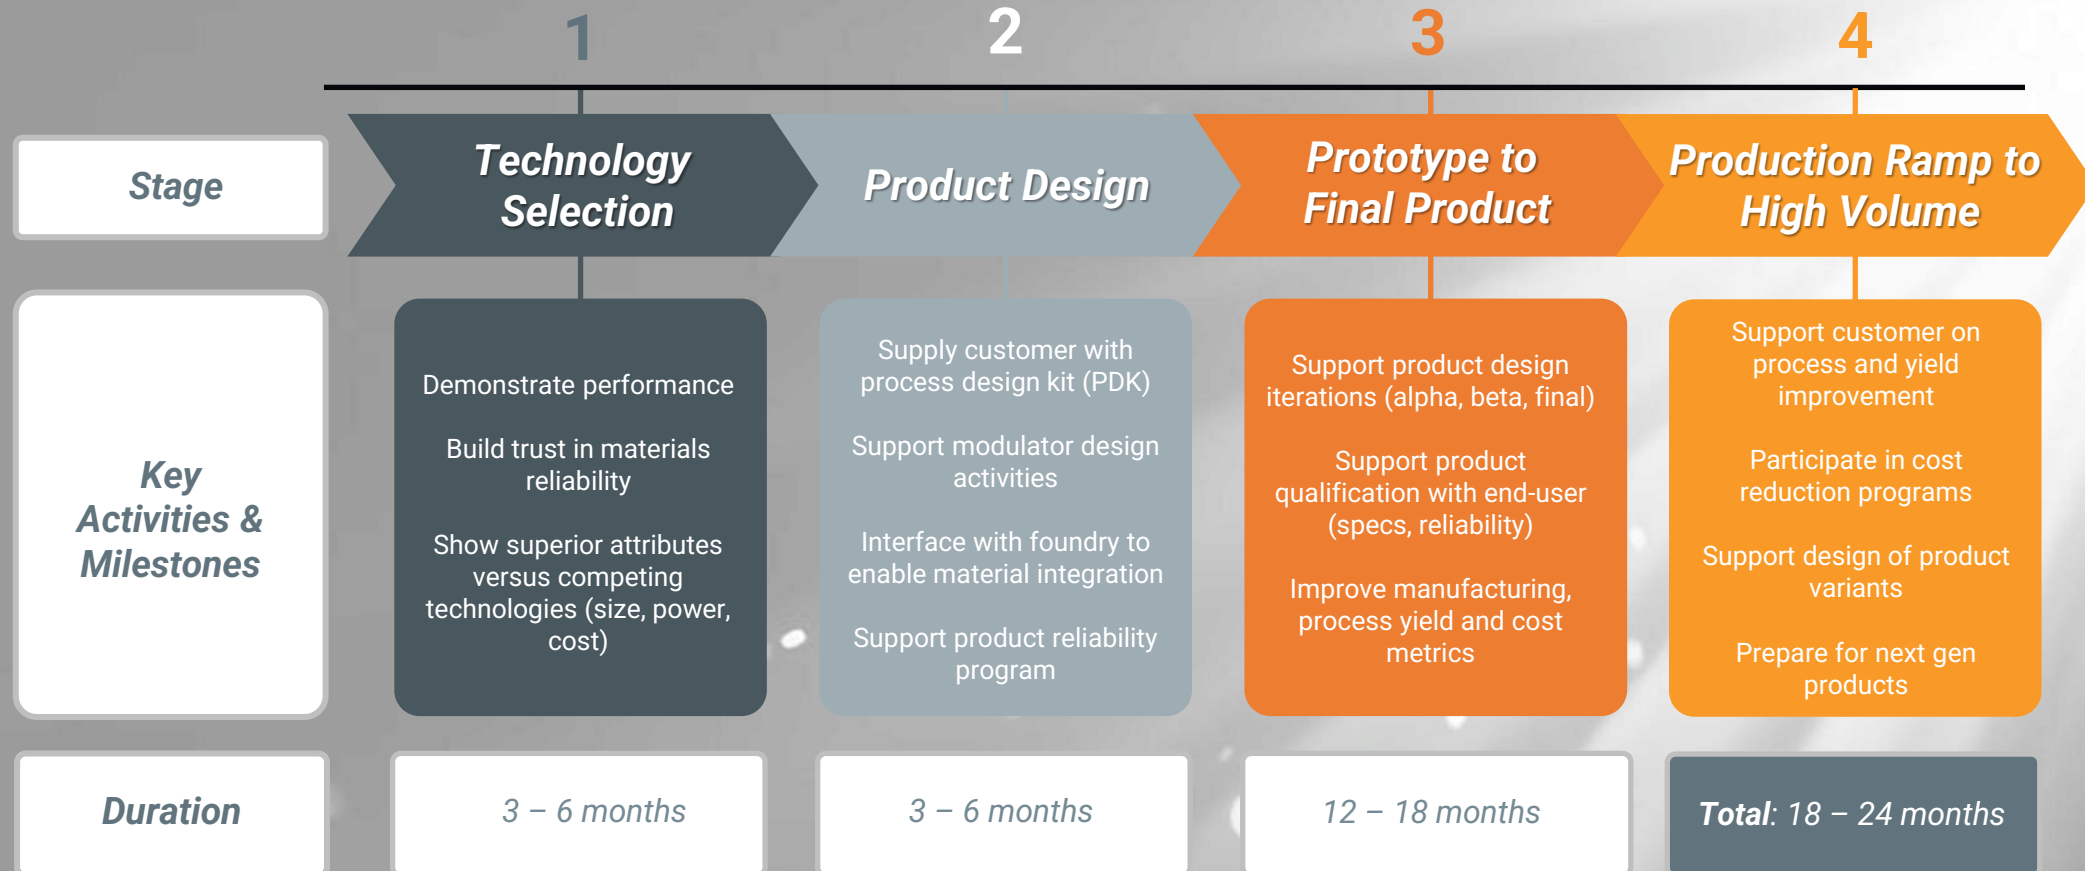 1
2
3
4
Stage
Technology
Selection
Product Design
Prototype to
Final Product
Production Ramp to
High Volume
Key
Activities &
Milestones
Demonstrate performance
Build trust in materials
reliability
Show superior attributes
versus competing
technologies (size, power,
cost)
Supply customer with
process design kit (PDK)
Support modulator design
activities
Interface with foundry to
enable material integration
Support product reliability
program
Support product design
iterations (alpha, beta, final)
Support product
qualification with end-user
(specs, reliability)
Improve manufacturing,
process yield and cost
metrics
Support customer on
process and yield
improvement
Participate in cost
reduction programs
Support design of product
variants
Prepare for next gen
products
Duration
3 – 6 months
3 – 6 months
12 – 18 months
Total: 18 – 24 months